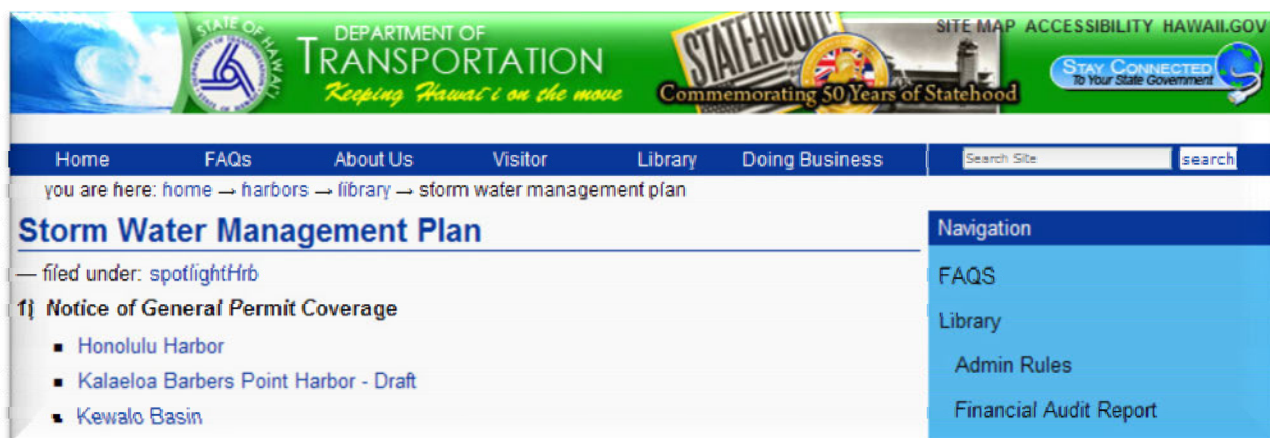 SITE MAP ACCESSIBILITY HAWAII.GOV
STATE OF HAWAI'I
DEPARTMENT OF
TRANSPORTATION
Keeping Hawai'i on the move
STATEHOOD
Commemorating 50 Years of Statehood
STAY CONNECTED
To Your State Government
Home FAQs About Us Visitor Library Doing Business Search Site search
you are here: home → harbors → library → storm water management plan
Storm Water Management Plan
— filed under: spotlightHrb
1) Notice of General Permit Coverage
▪ Honolulu Harbor
▪ Kalaeloa Barbers Point Harbor - Draft
▪ Kewalo Basin
Navigation
FAQS
Library
Admin Rules
Financial Audit Report